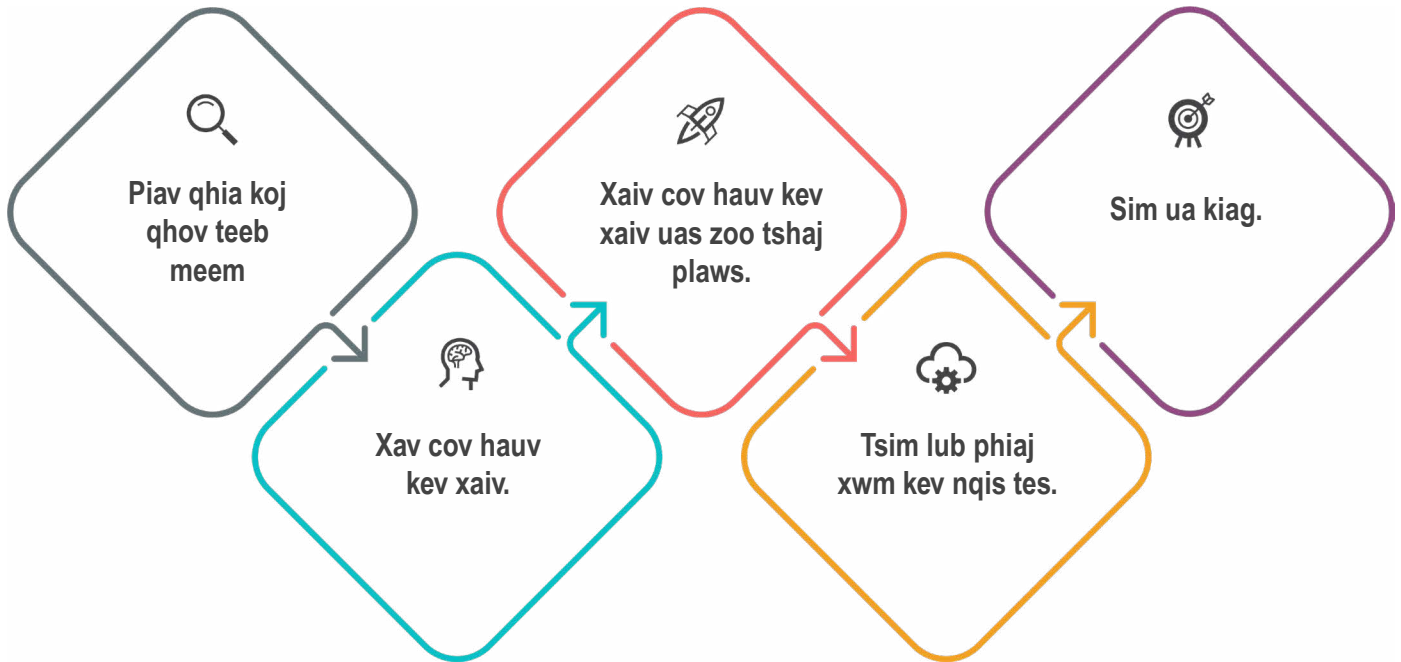 Piav qhia koj
qhov teeb
meem
Xav cov hauv
kev xaiv.
Xaiv cov hauv kev
xaiv uas zoo tshaj
plaws.
Tsim lub phiaj
xwm kev nqis tes.
Sim ua kiag.